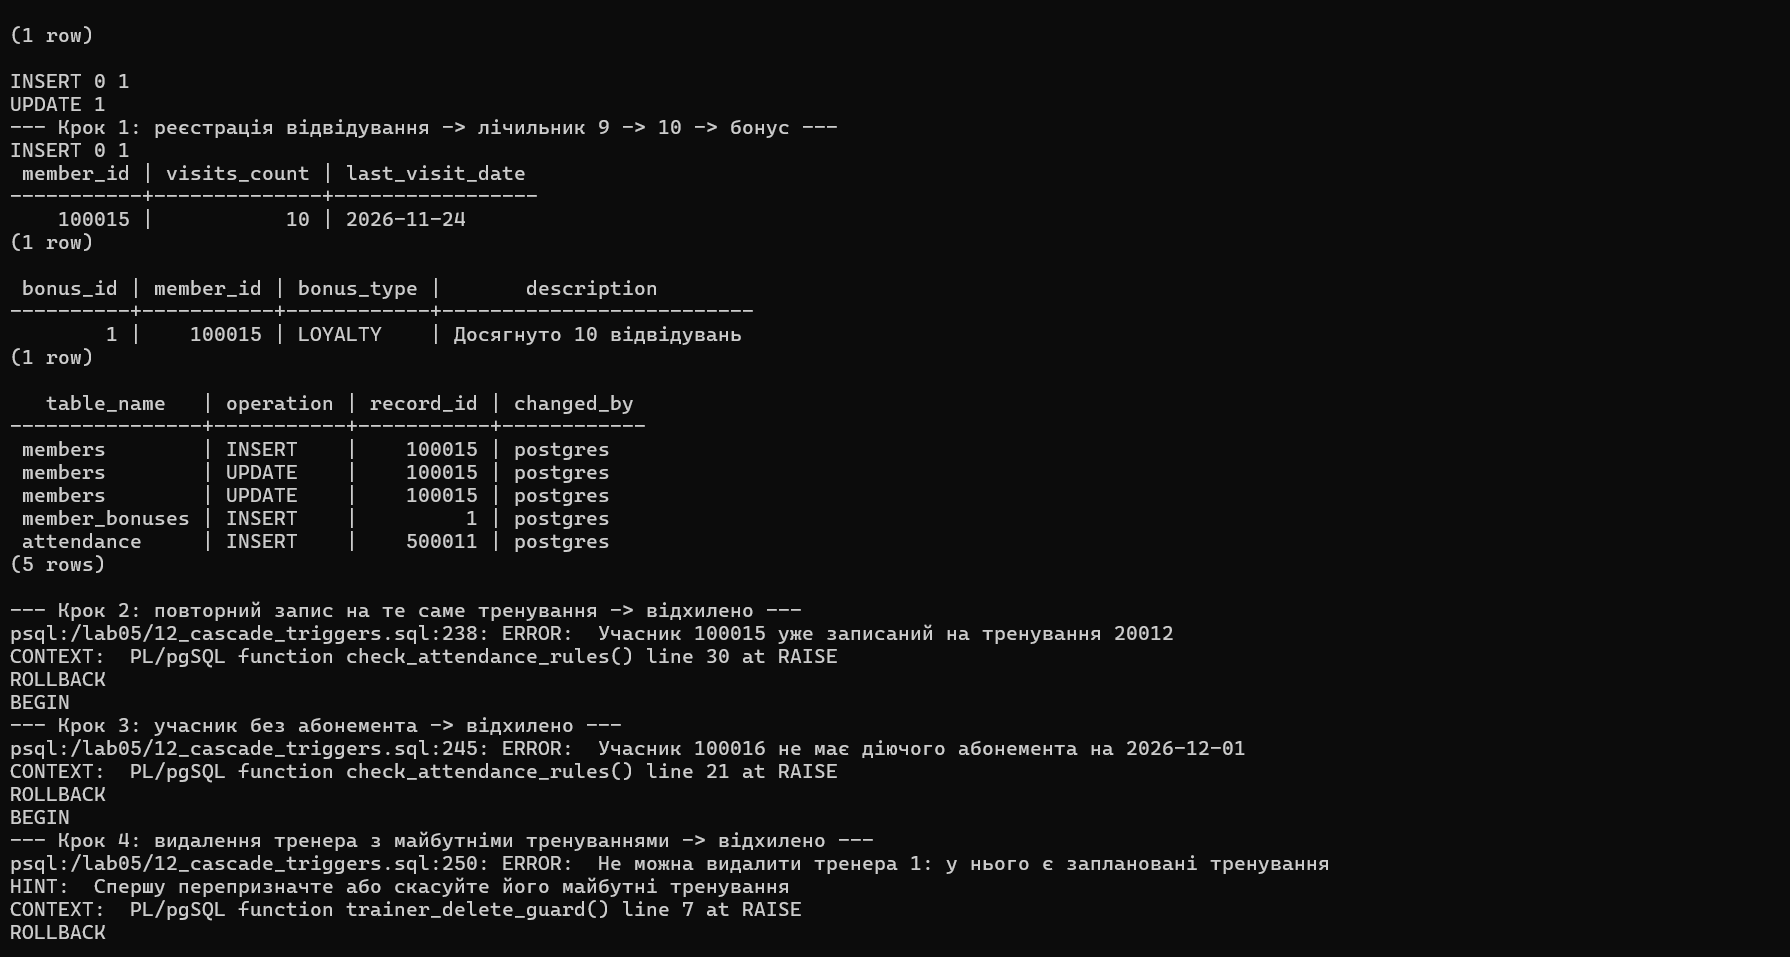 (1 row)
INSERT 0 1
UPDATE 1
--- Крок 1: реєстрація відвідування -> лічильник 9 -> 10 -> бонус ---
INSERT 0 1
 member_id | visits_count | last_visit_date
-----------+--------------+-----------------
    100015 |           10 | 2026-11-24
(1 row)
 bonus_id | member_id | bonus_type |       description
----------+-----------+------------+--------------------------
        1 |    100015 | LOYALTY    | Досягнуто 10 відвідувань
(1 row)
   table_name   | operation | record_id | changed_by
----------------+-----------+-----------+------------
 members        | INSERT    |    100015 | postgres
 members        | UPDATE    |    100015 | postgres
 members        | UPDATE    |    100015 | postgres
 member_bonuses | INSERT    |         1 | postgres
 attendance     | INSERT    |    500011 | postgres
(5 rows)
--- Крок 2: повторний запис на те саме тренування -> відхилено ---
psql:/lab05/12_cascade_triggers.sql:238: ERROR:  Учасник 100015 уже записаний на тренування 20012
CONTEXT:  PL/pgSQL function check_attendance_rules() line 30 at RAISE
ROLLBACK
BEGIN
--- Крок 3: учасник без абонемента -> відхилено ---
psql:/lab05/12_cascade_triggers.sql:245: ERROR:  Учасник 100016 не має діючого абонемента на 2026-12-01
CONTEXT:  PL/pgSQL function check_attendance_rules() line 21 at RAISE
ROLLBACK
BEGIN
--- Крок 4: видалення тренера з майбутніми тренуваннями -> відхилено ---
psql:/lab05/12_cascade_triggers.sql:250: ERROR:  Не можна видалити тренера 1: у нього є заплановані тренування
HINT:  Спершу перепризначте або скасуйте його майбутні тренування
CONTEXT:  PL/pgSQL function trainer_delete_guard() line 7 at RAISE
ROLLBACK